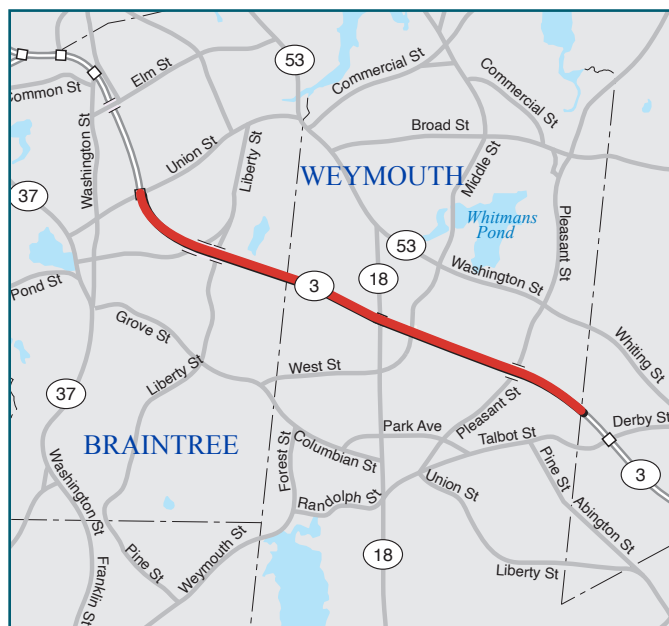 53
Elm St
Commercial St
Common St
Commercial St
Washington St
Broad St
Union St
Liberty St
Middle St
WEYMOUTH
37
Whitmans
Pond
Pleasant St
53
18
Washington St
Pond St
3
Grove St
Whiting St
West St
Liberty St
37
Park Ave
Pleasant St
Derby St
Talbot St
BRAINTREE
Forest St
Columbian St
Pine St
3
Washington St
Randolph St
Union St
Abington St
18
Pine St
Weymouth St
Liberty St
Franklin St